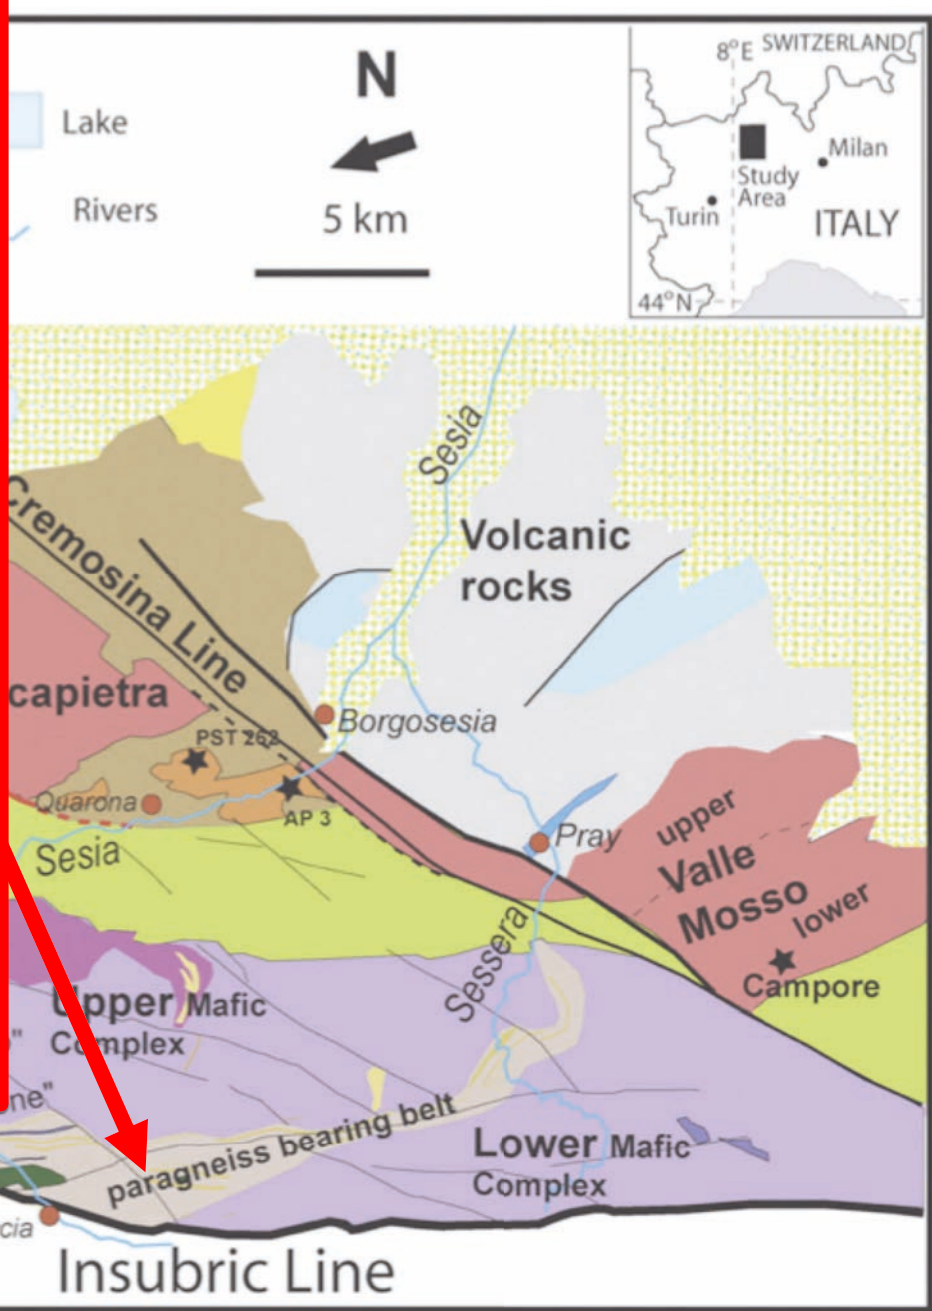 N
Lake
Rivers
5 km
8°E SWITZERLAND
Milan
Study
Area
Turin
ITALY
44°N
Sesia
Cremosina Line
Volcanic
rocks
capietra
Borgosesia
PST 262
Quarona
AP 3
Pray
upper
Valle
Mosso
lower
Sesia
Sessera
Campore
Upper Mafic
Complex
ne"
paragneiss bearing belt
Lower Mafic
Complex
cia
Insubric Line